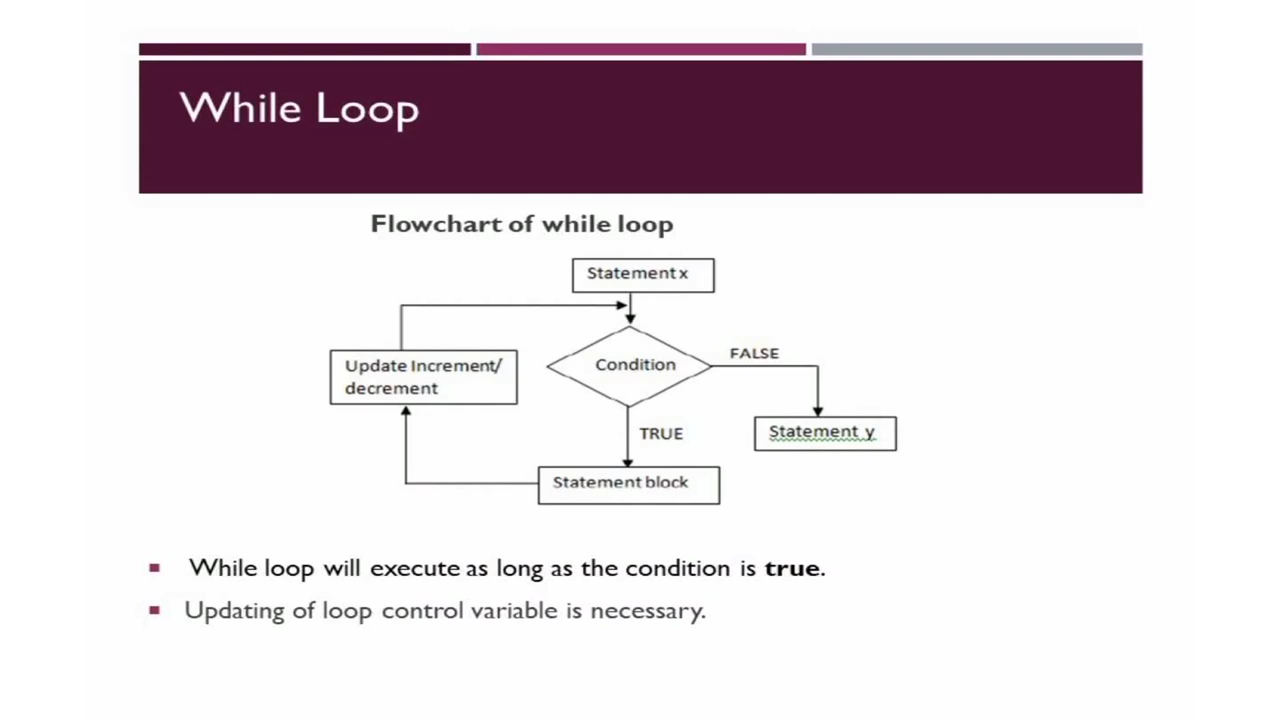 While Loop
Flowchart of while loop
Statement x
Condition
FALSE
TRUE
Update Increment/
decrement
Statement y
Statement block
While loop will execute as long as the condition is true.
Updating of loop control variable is necessary.